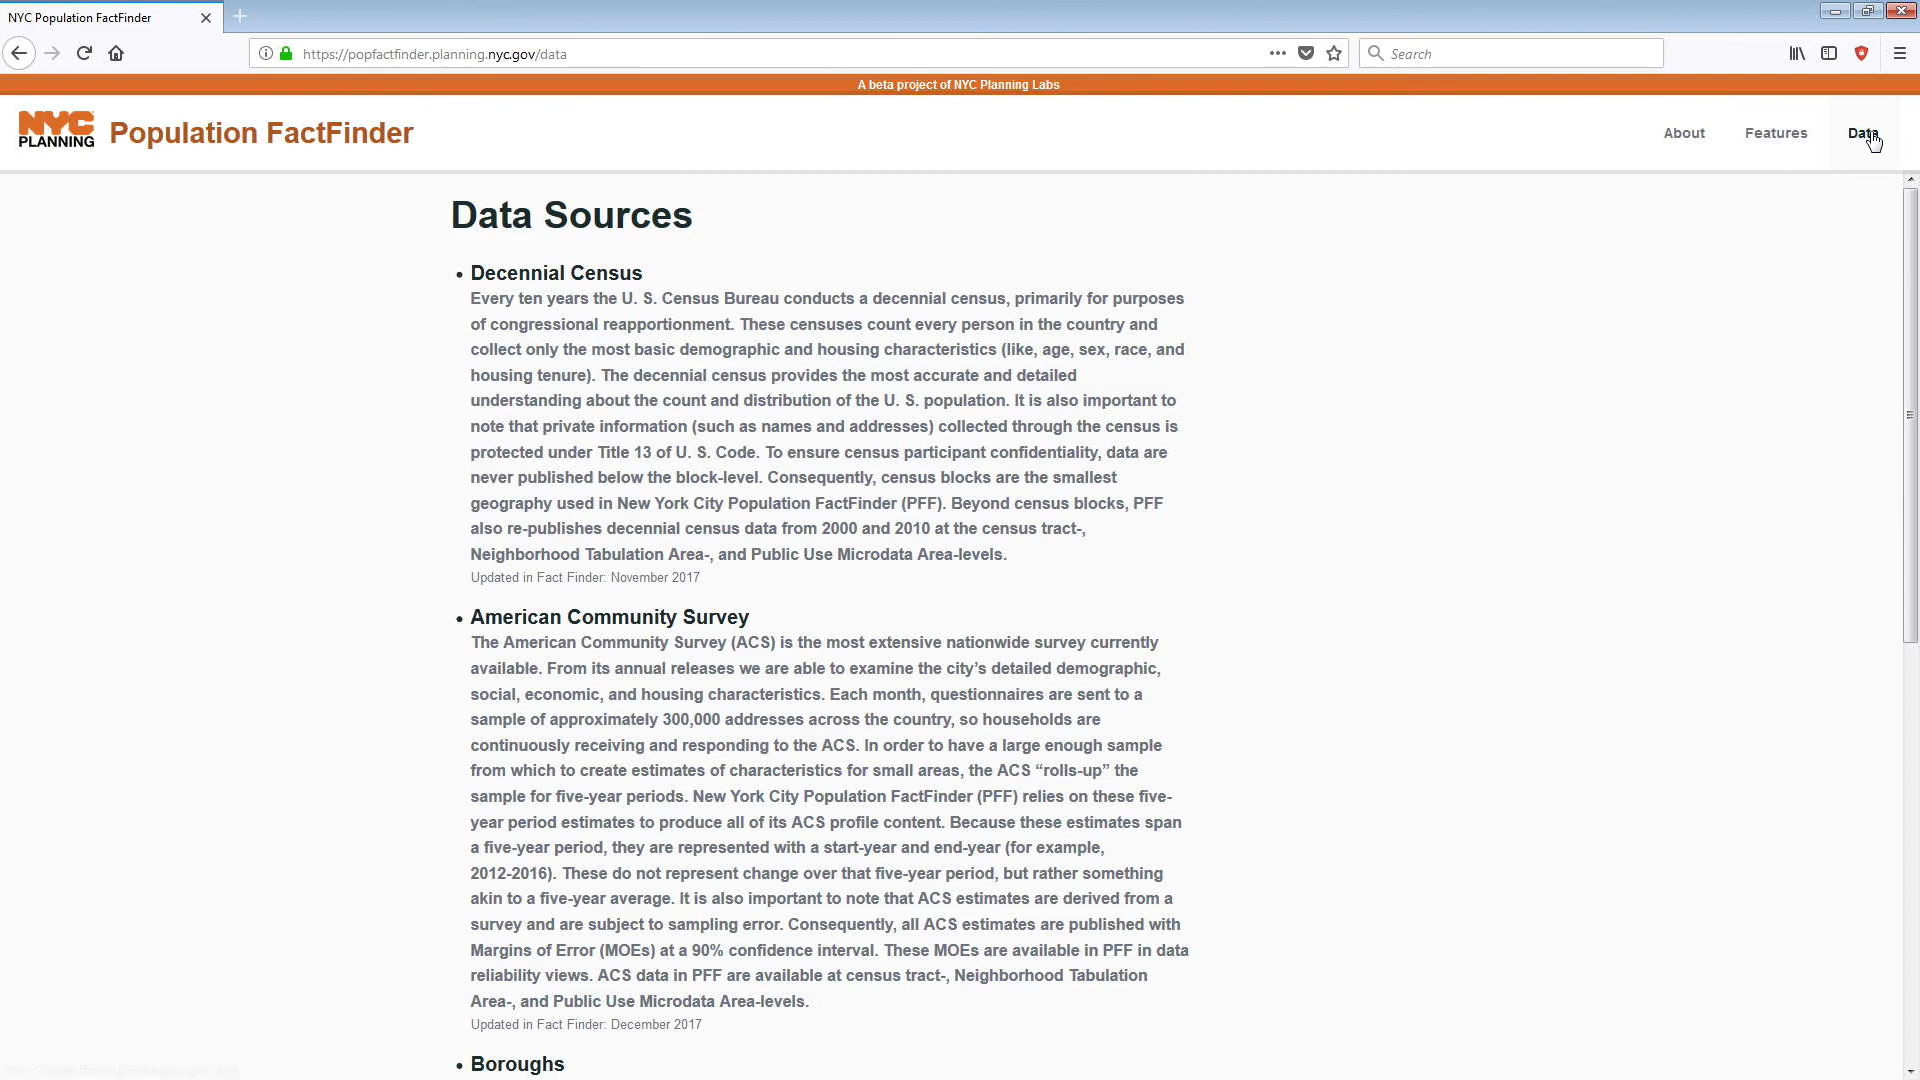 NYC Population FactFinder
https://popfactfinder.planning.nyc.gov/data
Search
A beta project of NYC Planning Labs
NYC
PLANNING
Population FactFinder
About
Features
Data
Data Sources
Decennial Census
Every ten years the U. S. Census Bureau conducts a decennial census, primarily for purposes
of congressional reapportionment. These censuses count every person in the country and
collect only the most basic demographic and housing characteristics (like, age, sex, race, and
housing tenure). The decennial census provides the most accurate and detailed
understanding about the count and distribution of the U. S. population. It is also important to
note that private information (such as names and addresses) collected through the census is
protected under Title 13 of U. S. Code. To ensure census participant confidentiality, data are
never published below the block-level. Consequently, census blocks are the smallest
geography used in New York City Population FactFinder (PFF). Beyond census blocks, PFF
also re-publishes decennial census data from 2000 and 2010 at the census tract-,
Neighborhood Tabulation Area-, and Public Use Microdata Area-levels.
Updated in Fact Finder: November 2017
American Community Survey
The American Community Survey (ACS) is the most extensive nationwide survey currently
available. From its annual releases we are able to examine the city’s detailed demographic,
social, economic, and housing characteristics. Each month, questionnaires are sent to a
sample of approximately 300,000 addresses across the country, so households are
continuously receiving and responding to the ACS. In order to have a large enough sample
from which to create estimates of characteristics for small areas, the ACS “rolls-up” the
sample for five-year periods. New York City Population FactFinder (PFF) relies on these five-
year period estimates to produce all of its ACS profile content. Because these estimates span
a five-year period, they are represented with a start-year and end-year (for example,
2012-2016). These do not represent change over that five-year period, but rather something
akin to a five-year average. It is also important to note that ACS estimates are derived from a
survey and are subject to sampling error. Consequently, all ACS estimates are published with
Margins of Error (MOEs) at a 90% confidence interval. These MOEs are available in PFF in data
reliability views. ACS data in PFF are available at census tract-, Neighborhood Tabulation
Area-, and Public Use Microdata Area-levels.
Updated in Fact Finder: December 2017
Boroughs